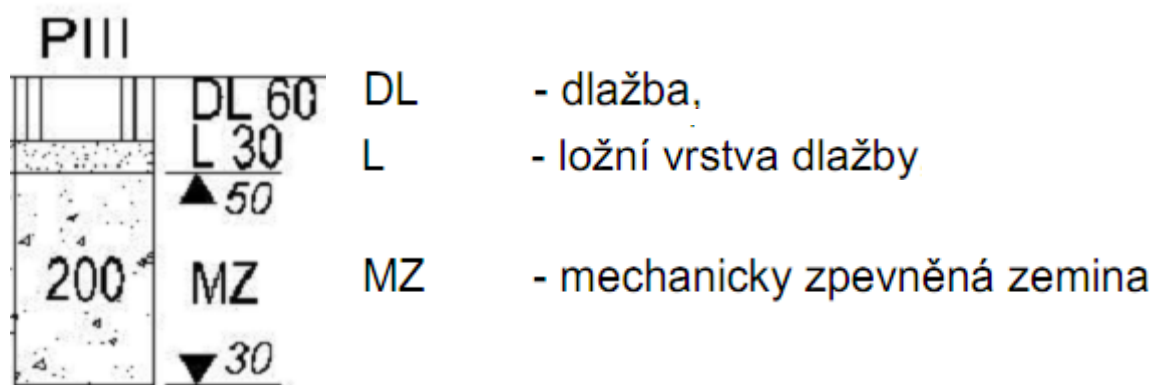 PIII
DL 60 DL - dlažba,
L 30 L - ložní vrstva dlažby
▲ 50
200 MZ MZ - mechanicky zpevněná zemina
▼ 30